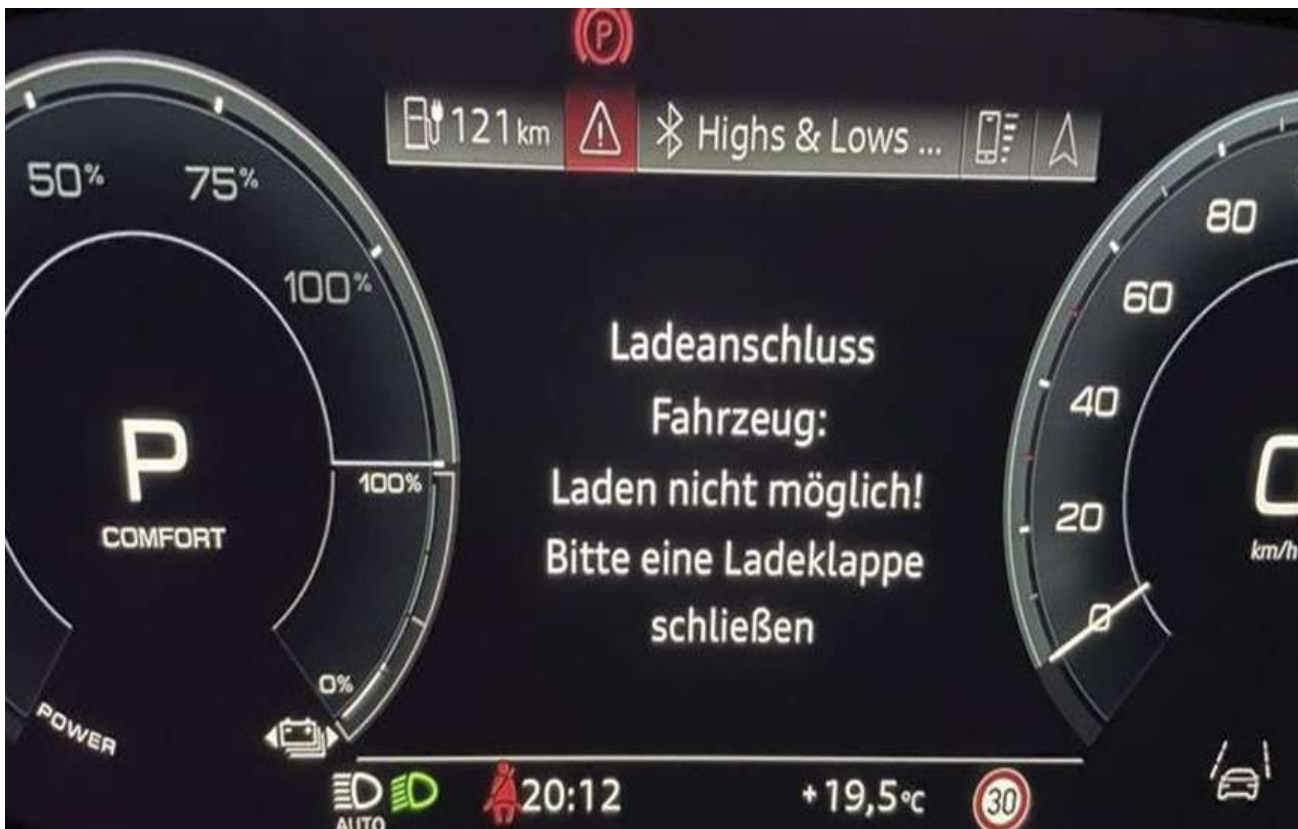 P
121 km
Highs & Lows ...
50%
75%
100%
80
60
40
20
0
Ladeanschluss
Fahrzeug:
Laden nicht möglich!
Bitte eine Ladeklappe
schließen
P
COMFORT
100%
0%
POWER
km/h
AUTO
20:12
+19,5°C
30